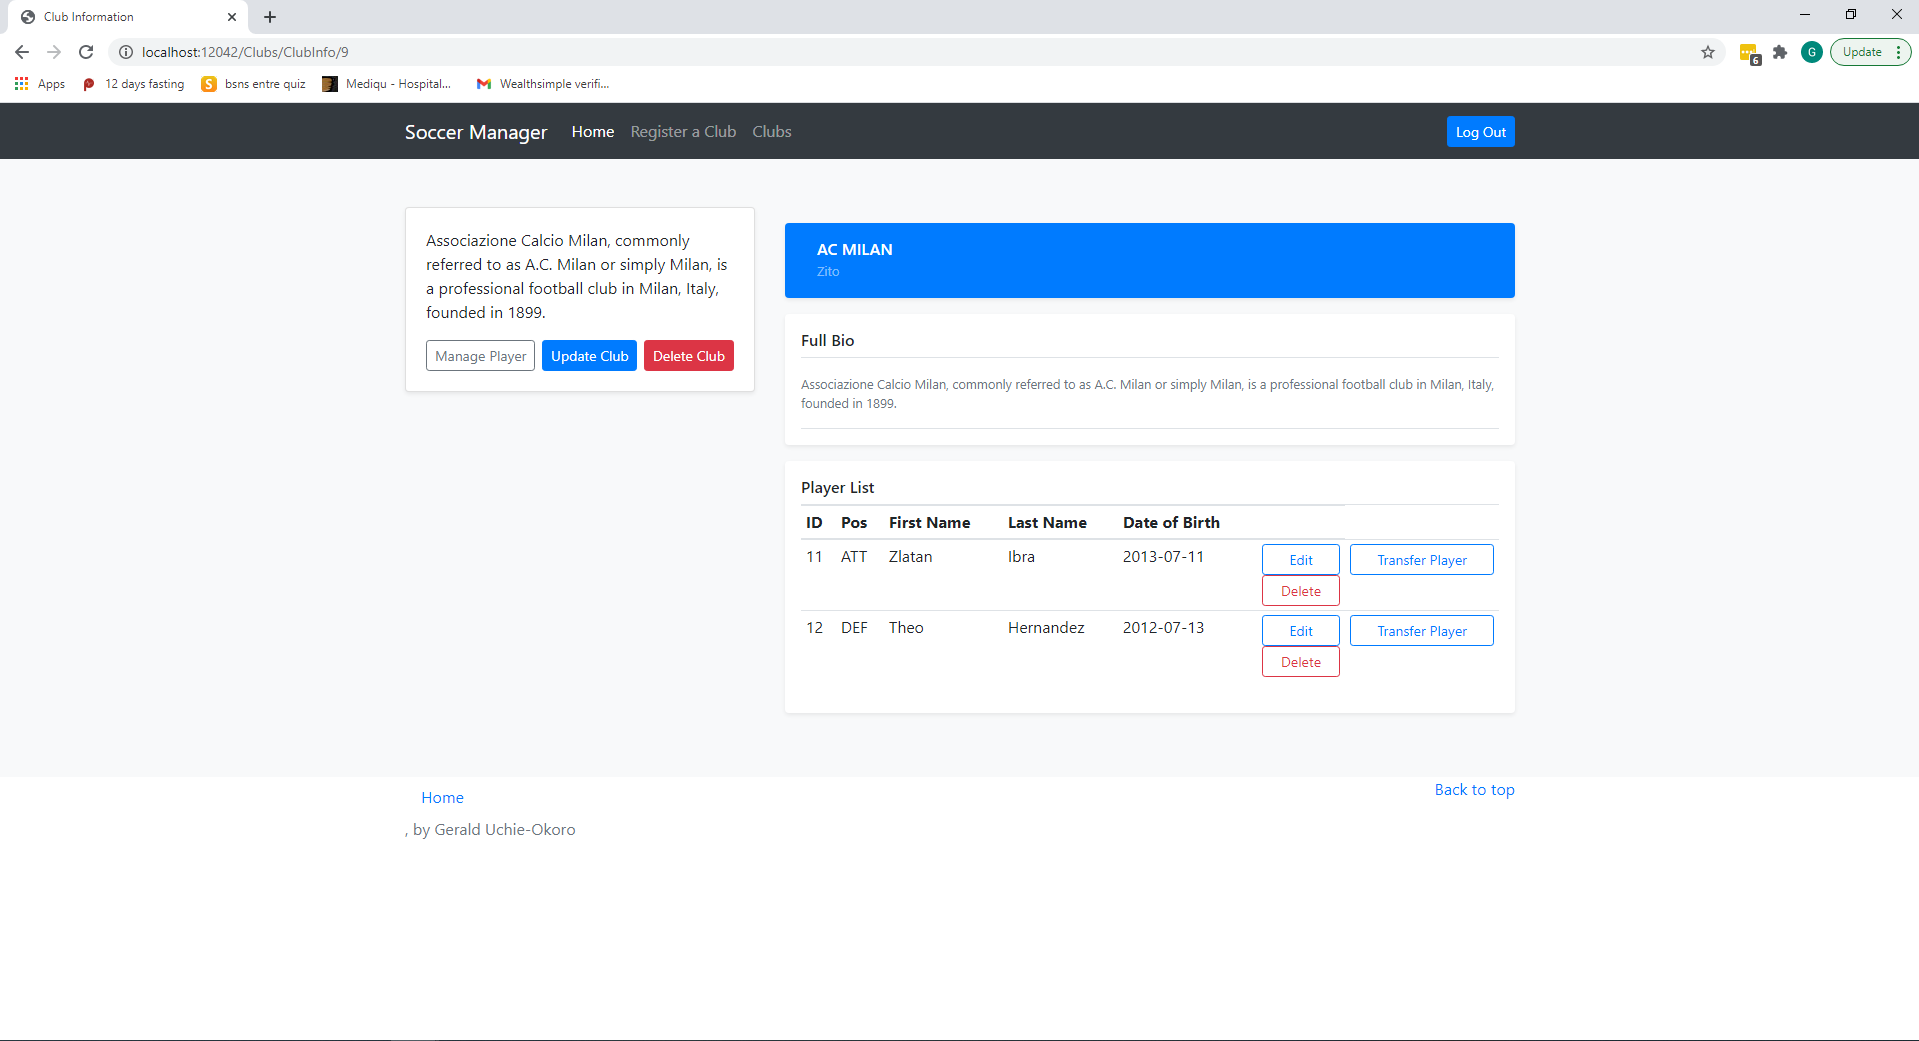 Club Information
localhost:12042/Clubs/ClubInfo/9
6
G
Update
Apps
12 days fasting
S
bsns entre quiz
Mediqu - Hospital...
Wealthsimple verifi...
Soccer Manager
Home
Register a Club
Clubs
Log Out
Associazione Calcio Milan, commonly
referred to as A.C. Milan or simply Milan, is
a professional football club in Milan, Italy,
founded in 1899.
Manage Player
Update Club
Delete Club
AC MILAN
Zito
Full Bio
Associazione Calcio Milan, commonly referred to as A.C. Milan or simply Milan, is a professional football club in Milan, Italy,
founded in 1899.
Player List
ID Pos First Name Last Name Date of Birth
11 ATT Zlatan Ibra 2013-07-11 Edit Transfer Player
Delete
12 DEF Theo Hernandez 2012-07-13 Edit Transfer Player
Delete
Home
Back to top
, by Gerald Uchie-Okoro